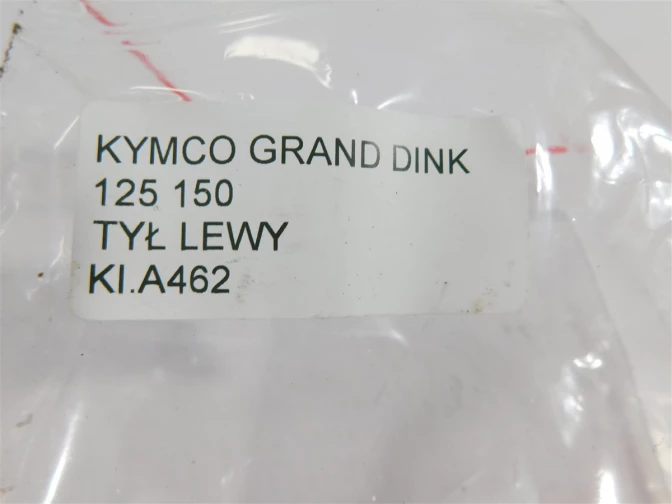 KYMCO GRAND DINK
125 150
TYŁ LEWY
KI.A462